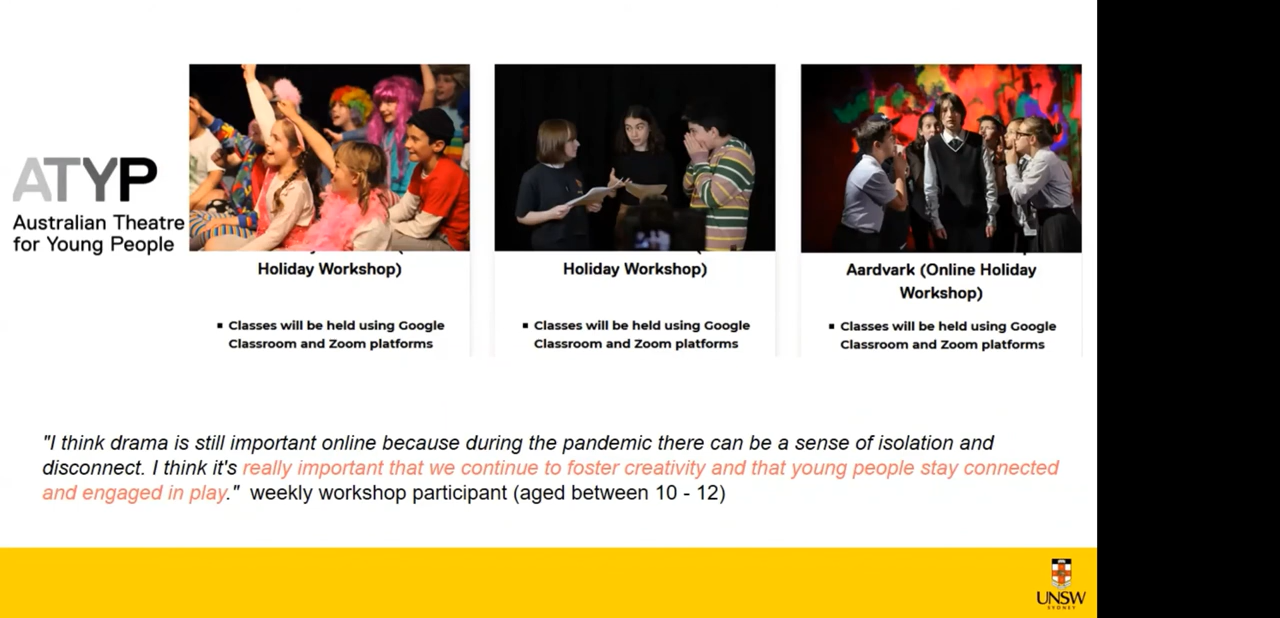 ATYP
Australian Theatre
for Young People
Holiday Workshop)
Classes will be held using Google
Classroom and Zoom platforms
Holiday Workshop)
Classes will be held using Google
Classroom and Zoom platforms
Aardvark (Online Holiday
Workshop)
Classes will be held using Google
Classroom and Zoom platforms
"I think drama is still important online because during the pandemic there can be a sense of isolation and
disconnect. I think it's really important that we continue to foster creativity and that young people stay connected
and engaged in play." weekly workshop participant (aged between 10 - 12)
UNSW
SYDNEY